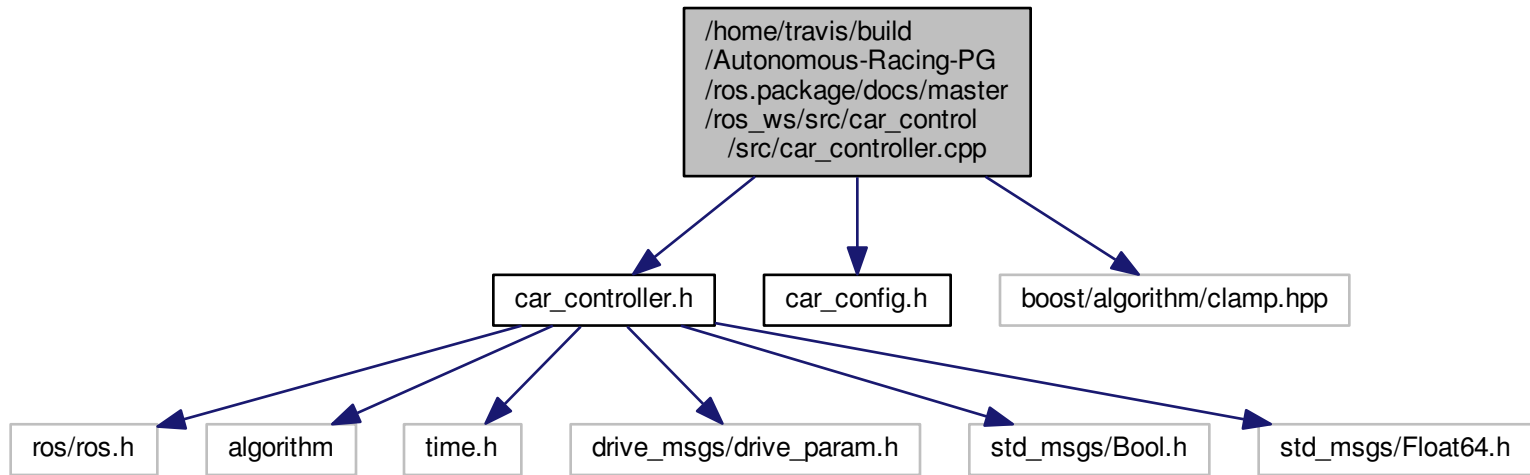 /home/travis/build
/Autonomous-Racing-PG
/ros.package/docs/master
/ros_ws/src/car_control
/src/car_controller.cpp
car_controller.h
car_config.h
boost/algorithm/clamp.hpp
ros/ros.h
algorithm
time.h
drive_msgs/drive_param.h
std_msgs/Bool.h
std_msgs/Float64.h